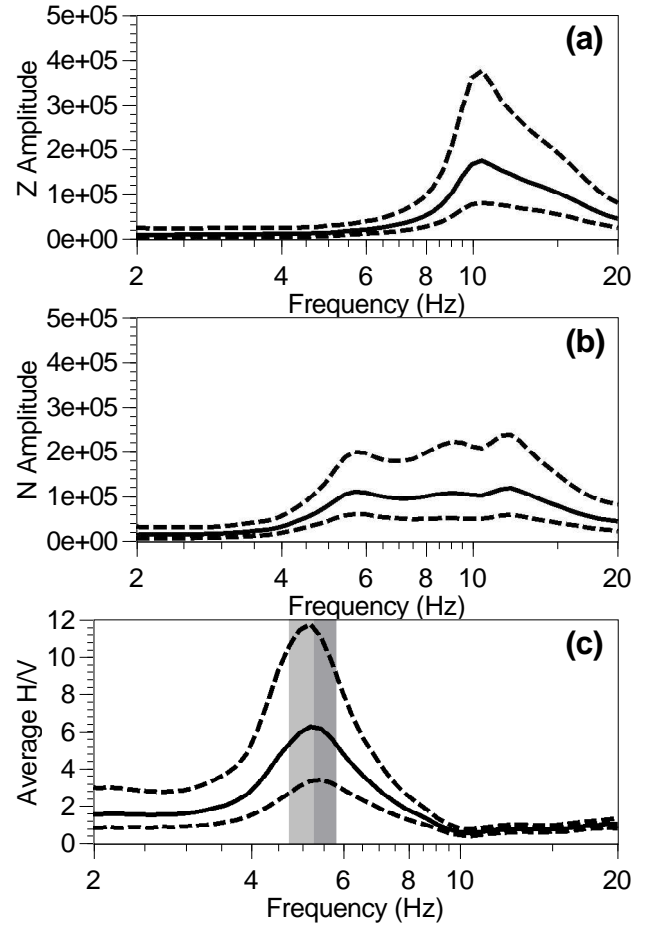 5e+05
4e+05
3e+05
2e+05
1e+05
0e+00
Z Amplitude
(a)
2 4 6 8 10 20
Frequency (Hz)
5e+05
4e+05
3e+05
2e+05
1e+05
0e+00
N Amplitude
(b)
2 4 6 8 10 20
Frequency (Hz)
12
10
8
6
4
2
0
Average H/V
(c)
2 4 6 8 10 20
Frequency (Hz)